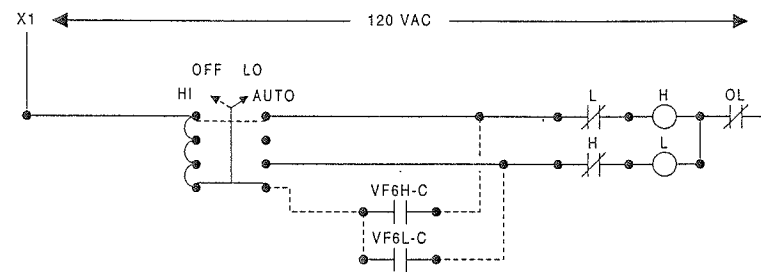 X1 120 VAC
OFF LO
HI AUTO
L H OL
H L
VF6H-C
VF6L-C